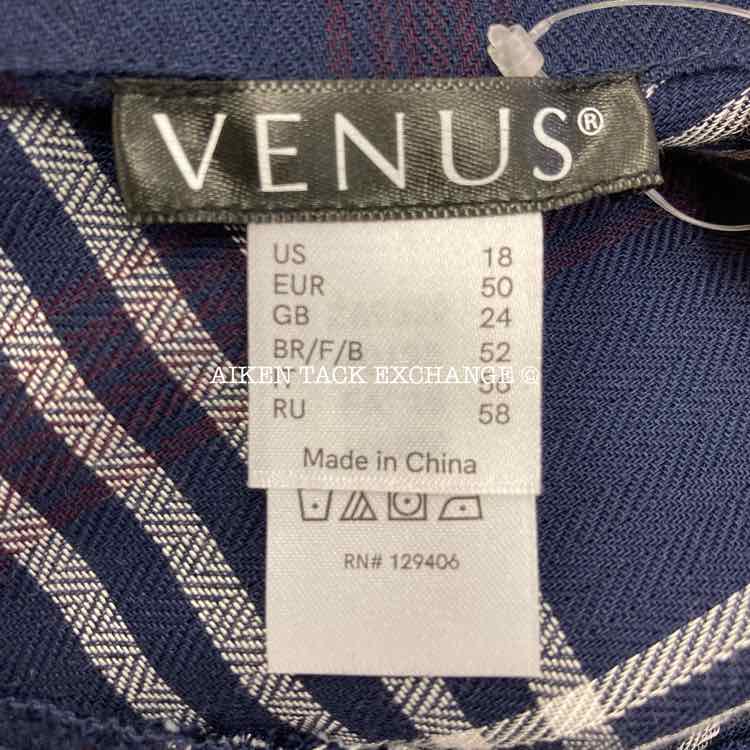 VENUS®
US 18
EUR 50
GB 24
BR/F/B 52
AIKEN TACK EXCHANGE ©
RU 58
Made in China
RN# 129406